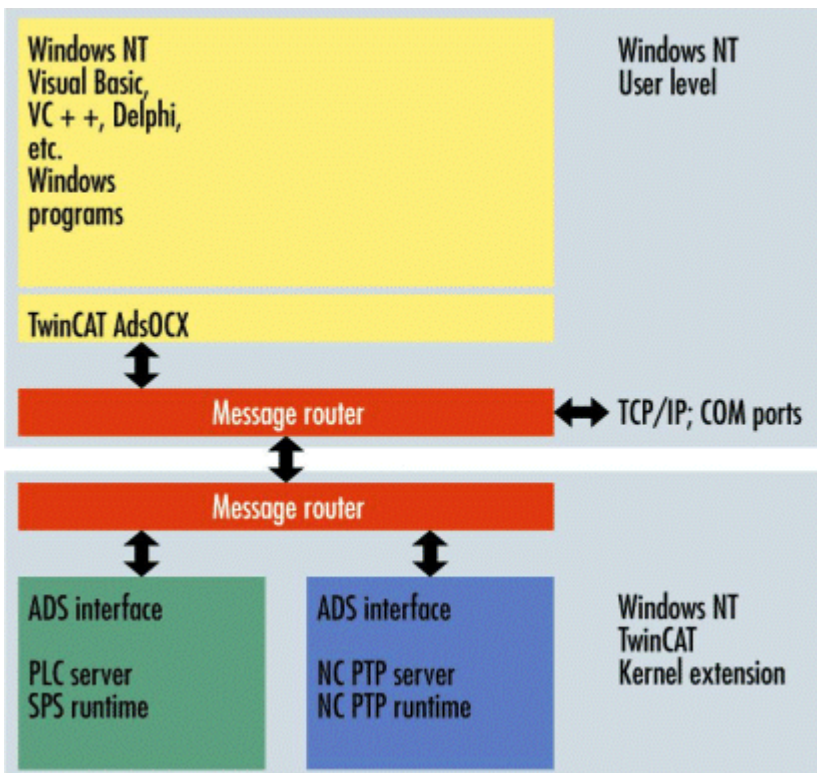 Windows NT
Visual Basic,
VC + +, Delphi,
etc.
Windows
programs
Windows NT
User level
TwinCAT AdsOCX
Message router
TCP/IP; COM ports
Message router
ADS interface
PLC server
SPS runtime
ADS interface
NC PTP server
NC PTP runtime
Windows NT
TwinCAT
Kernel extension